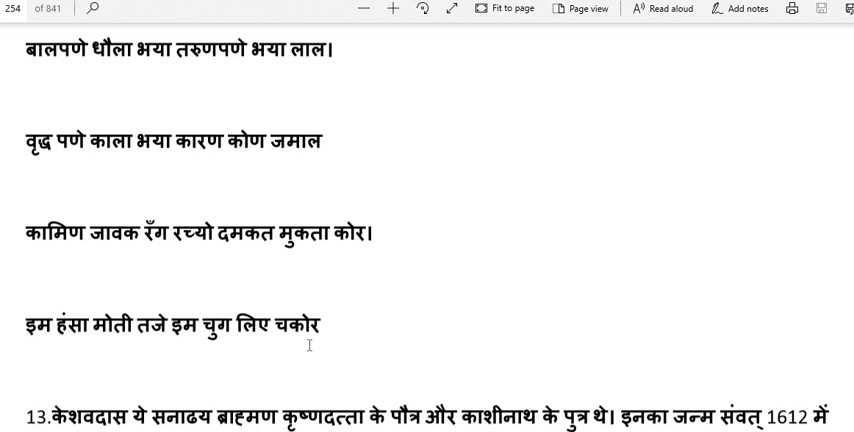 254 of 841 Fit to page Page view Read aloud Add notes
बालपणे धौला भया तरुणपणे भया लाल।
वृद्ध पणे काला भया कारण कोण जमाल
कामिण जावक रँग रच्यो दमकत मुकता कोर।
इम हंसा मोती तजे इम चुग लिए चकोर
13.केशवदास ये सनाढय ब्राह्मण कृष्णदत्ता के पौत्र और काशीनाथ के पुत्र थे। इनका जन्म संवत् 1612 में